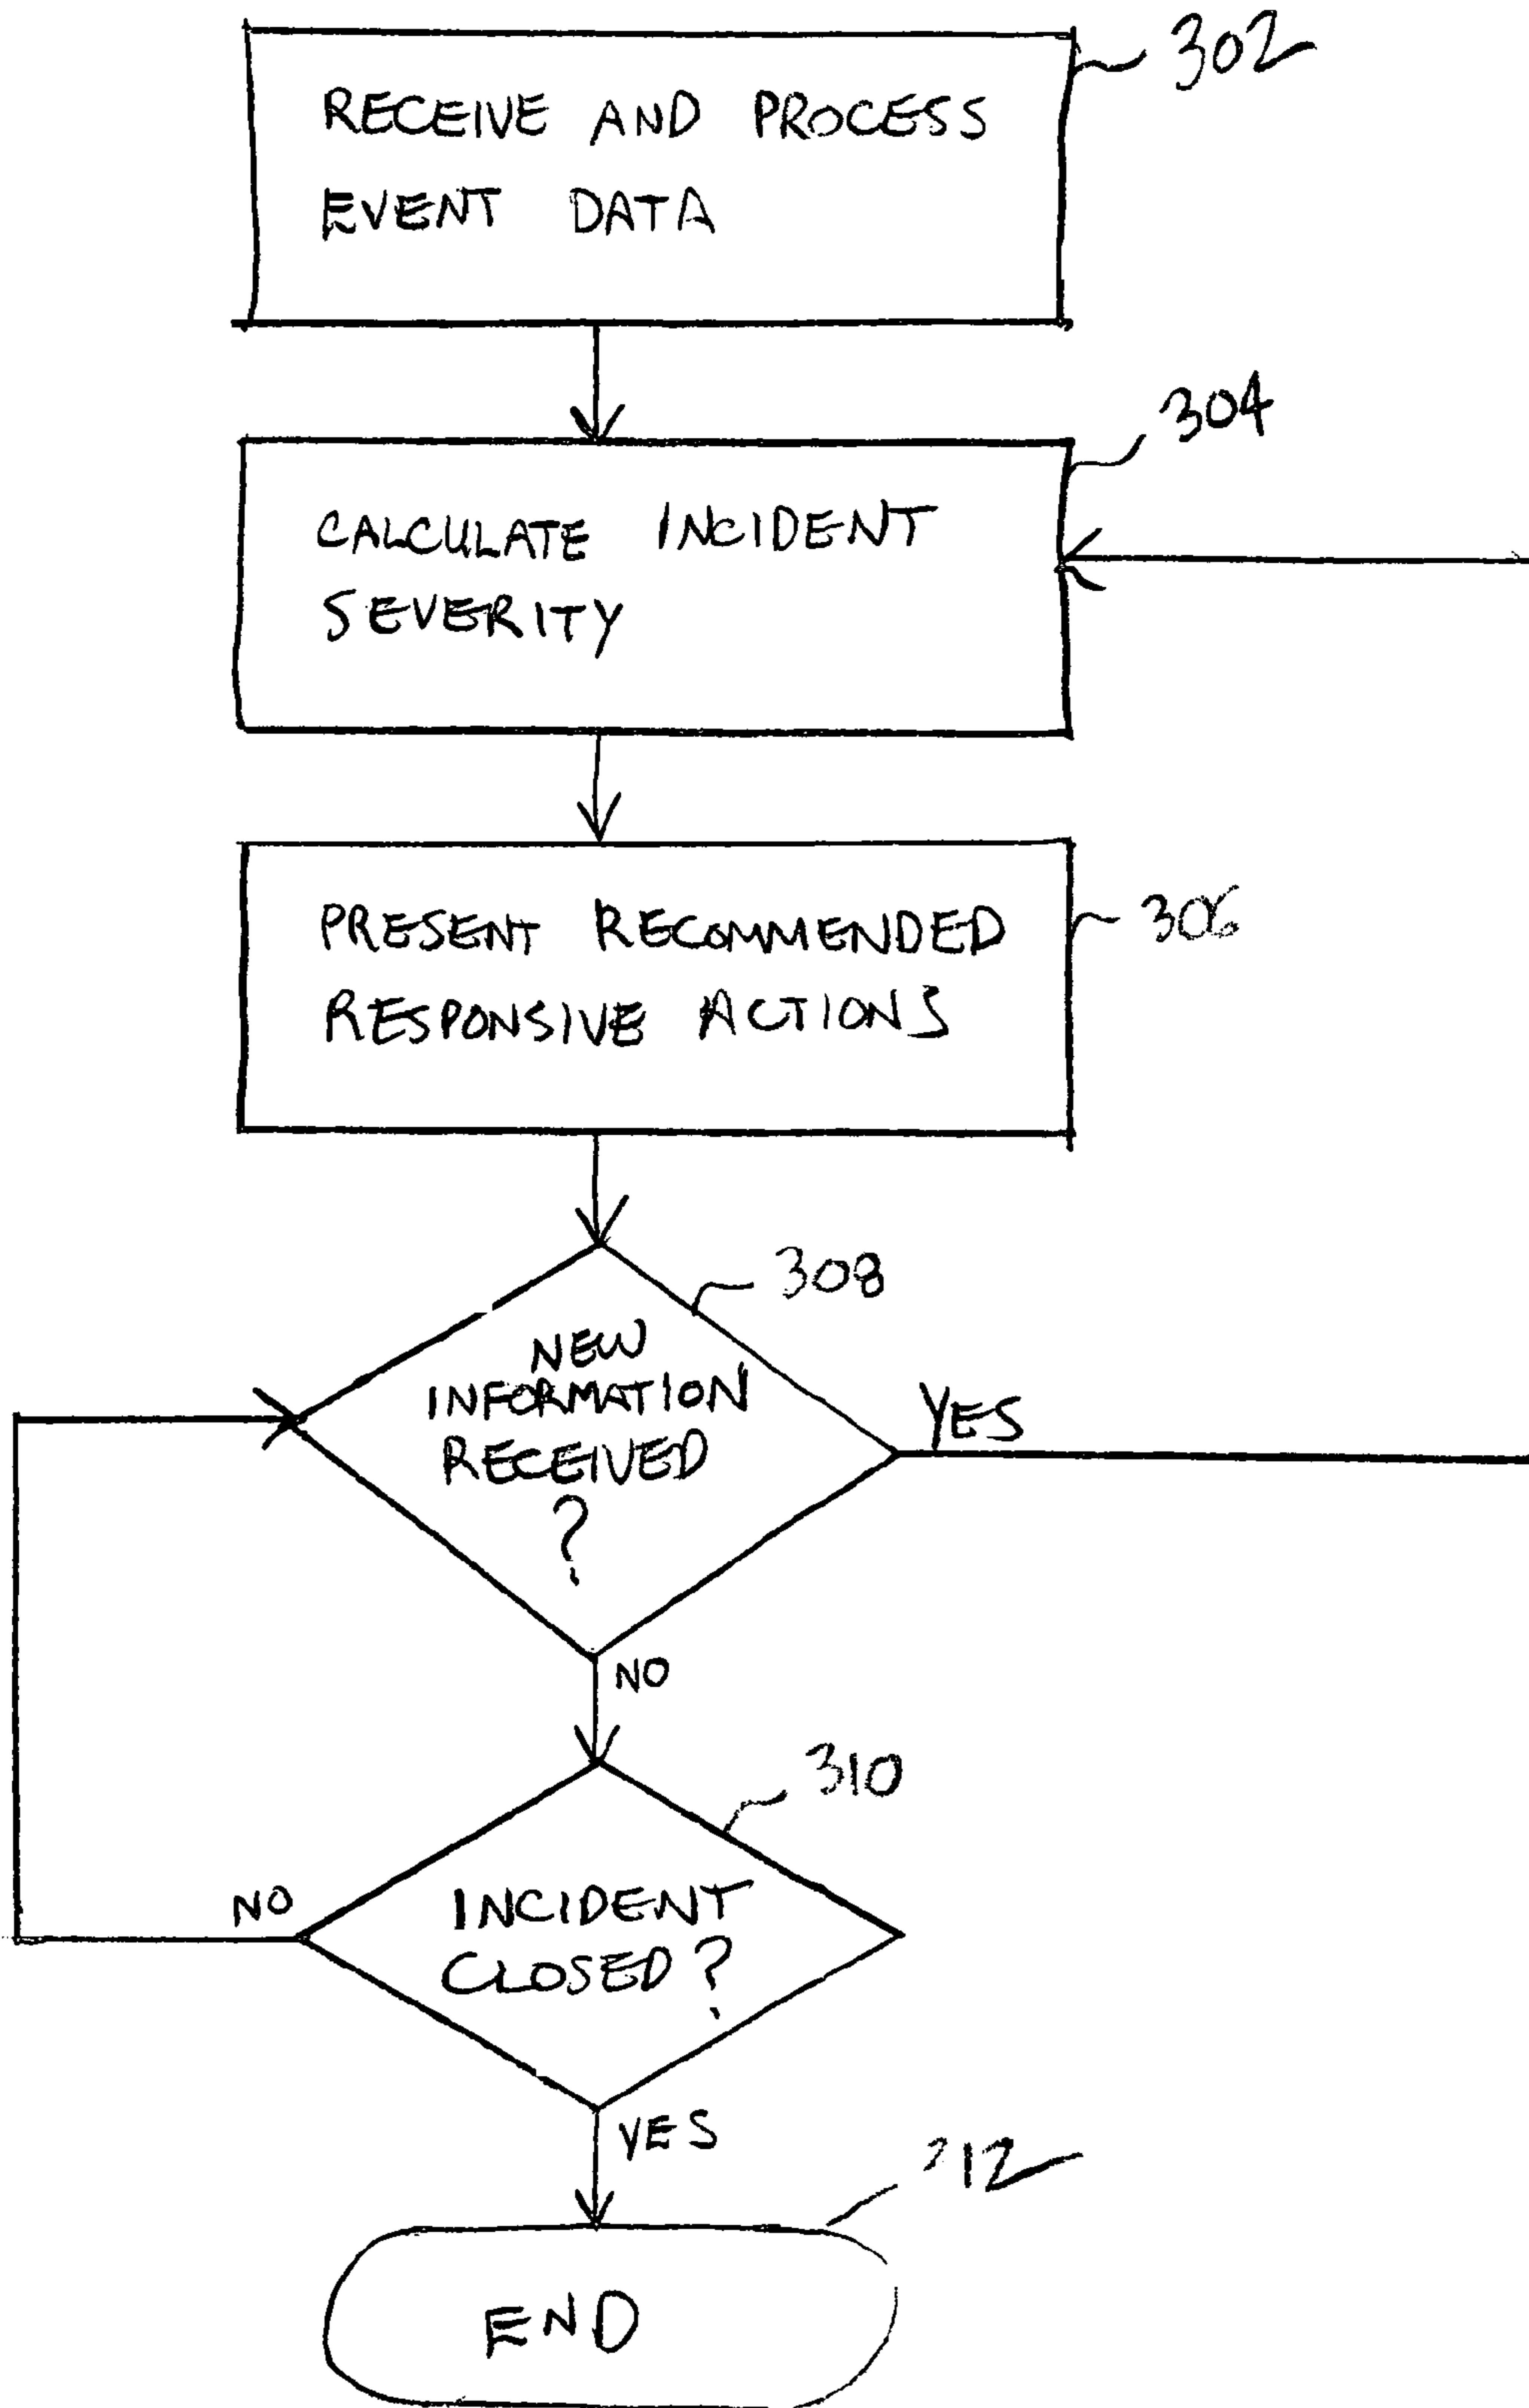 302
RECEIVE AND PROCESS
EVENT DATA
304
CALCULATE INCIDENT
SEVERITY
306
PRESENT RECOMMENDED
RESPONSIVE ACTIONS
308
NEW
INFORMATION
RECEIVED
?
YES
NO
310
INCIDENT
CLOSED?
NO
YES
312
END